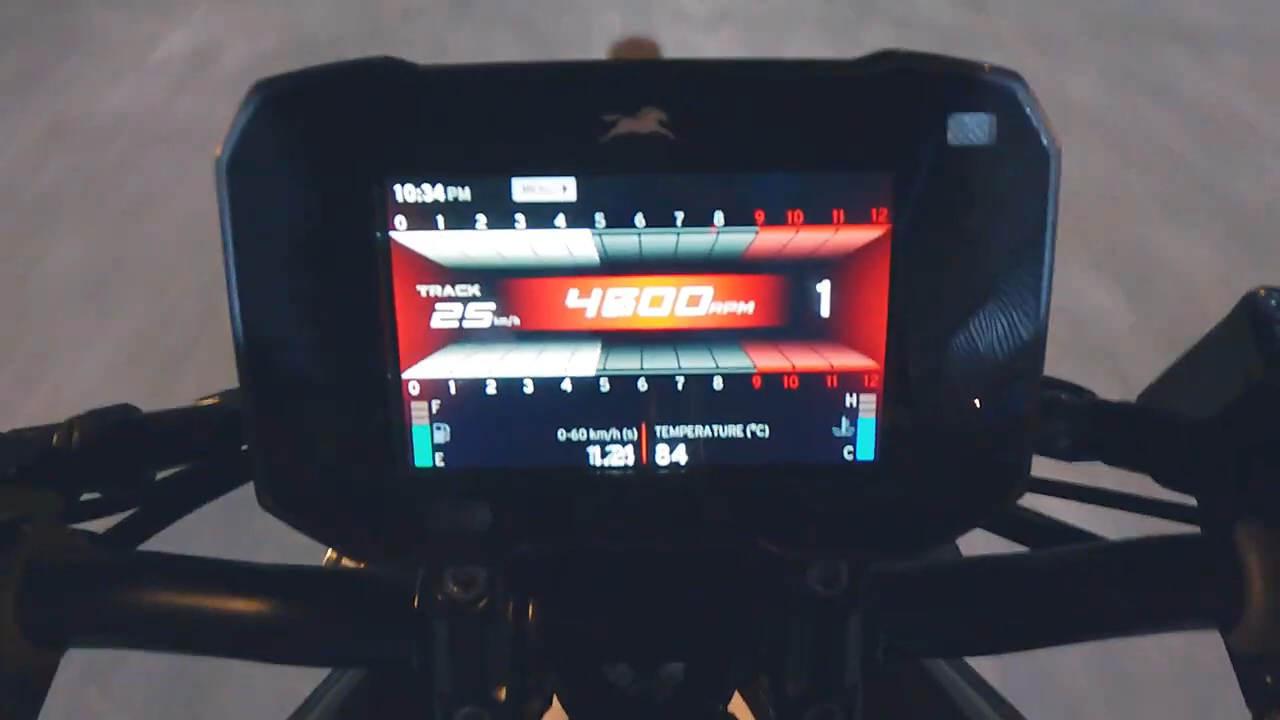 10:34 PM MENU
0 1 2 3 4 5 6 7 8 9 10 11 12
TRACK
25 km/h
4800 RPM
1
0 1 2 3 4 5 6 7 8 9 10 11 12
F
E
0-60 km/h (s)
TEMPERATURE (°C)
84
H
C